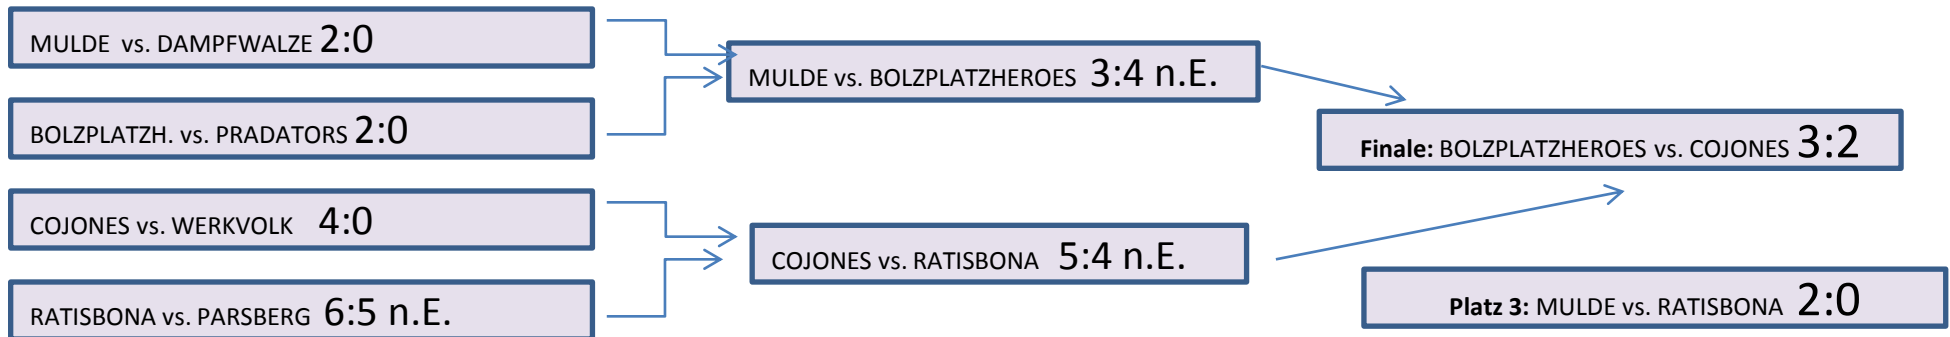 MULDE vs. DAMPFWALZE 2:0
BOLZPLATZH. vs. PRADATORS 2:0
COJONES vs. WERKVOLK 4:0
RATISBONA vs. PARSBERG 6:5 n.E.
MULDE vs. BOLZPLATZHEROES 3:4 n.E.
COJONES vs. RATISBONA 5:4 n.E.
Finale: BOLZPLATZHEROES vs. COJONES 3:2
Platz 3: MULDE vs. RATISBONA 2:0